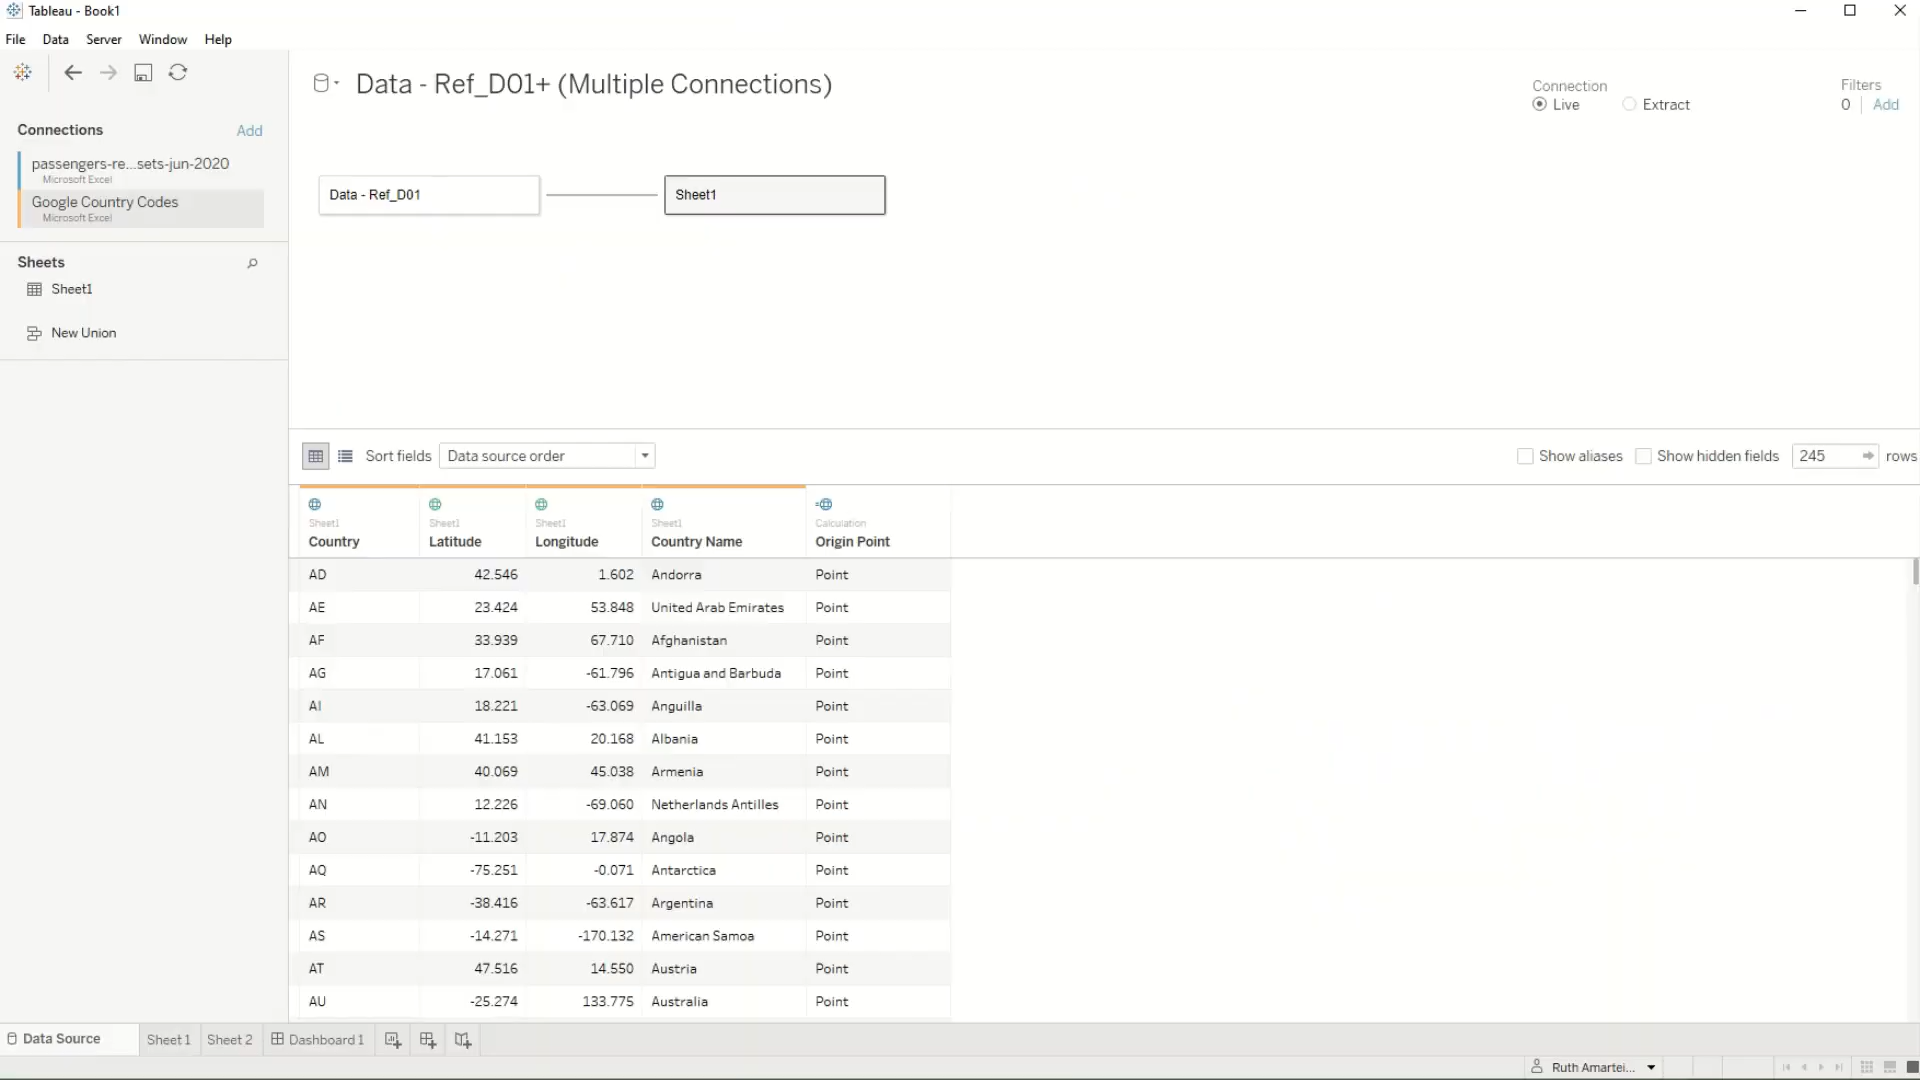 Tableau - Book1
File Data Server Window Help
Data - Ref_D01+ (Multiple Connections)
Connection
Live Extract
Filters
0 Add
Connections Add
passengers-re...sets-jun-2020
Microsoft Excel
Google Country Codes
Microsoft Excel
Sheets
Sheet1
New Union
Data - Ref_D01
Sheet1
Sort fields Data source order Show aliases Show hidden fields 245 rows
Sheet1 Sheet1 Sheet1 Sheet1 Calculation
Country Latitude Longitude Country Name Origin Point
AD 42.546 1.602 Andorra Point
AE 23.424 53.848 United Arab Emirates Point
AF 33.939 67.710 Afghanistan Point
AG 17.061 -61.796 Antigua and Barbuda Point
AI 18.221 -63.069 Anguilla Point
AL 41.153 20.168 Albania Point
AM 40.069 45.038 Armenia Point
AN 12.226 -69.060 Netherlands Antilles Point
AO -11.203 17.874 Angola Point
AQ -75.251 -0.071 Antarctica Point
AR -38.416 -63.617 Argentina Point
AS -14.271 -170.132 American Samoa Point
AT 47.516 14.550 Austria Point
AU -25.274 133.775 Australia Point
Data Source Sheet 1 Sheet 2 Dashboard 1
Ruth Amartei...